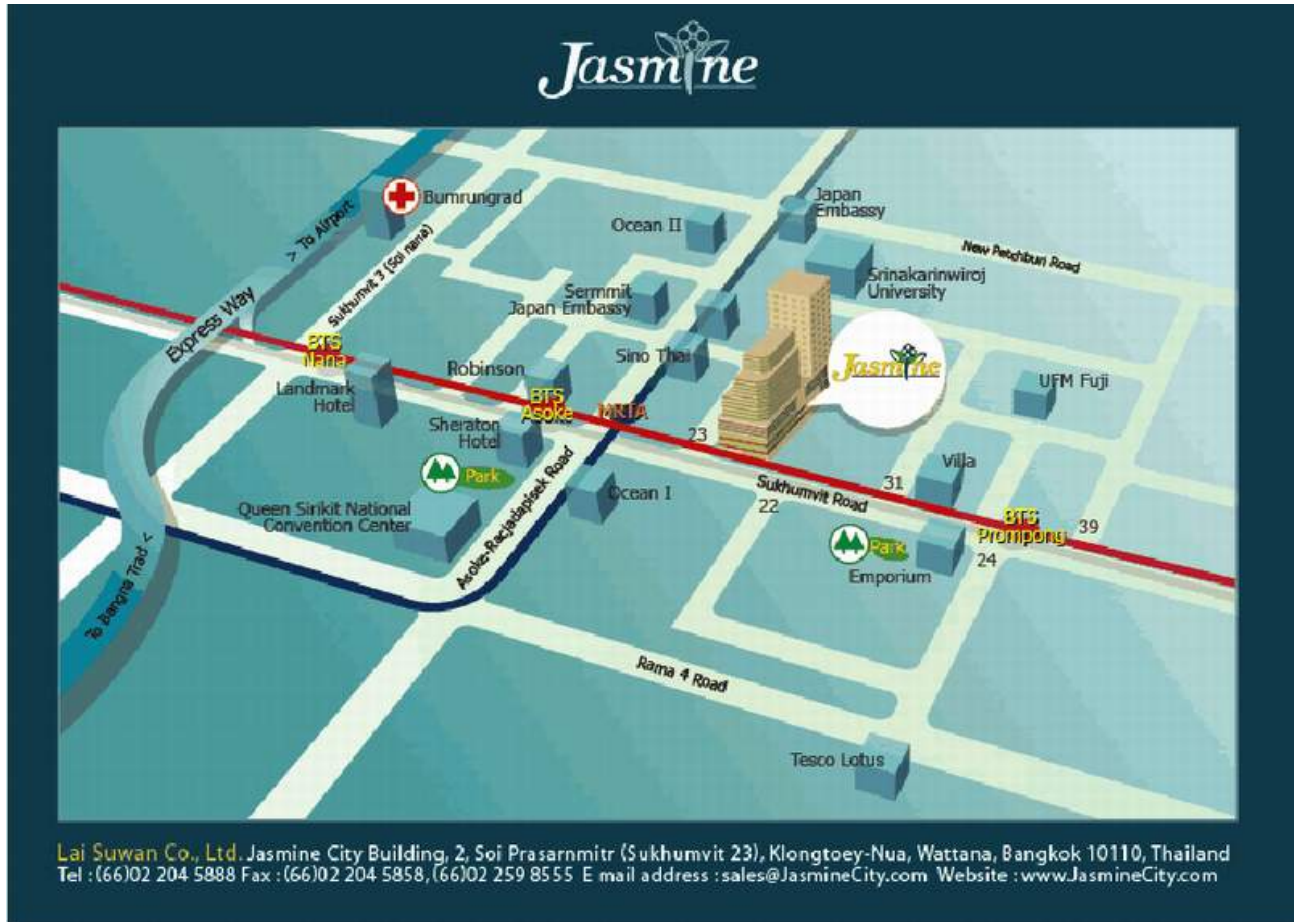 Jasmine
Bumrungrad
> To Airport
Sukhumvit 3 (Soi nana)
Express Way
Ocean II
Japan
Embassy
New Petchburi Road
Srinakarinwiroj
University
Sermmit
Japan Embassy
BTS
Nana
Landmark
Hotel
Robinson
Sino Thai
Jasmine
UFM Fuji
BTS
Asoke
MRTA
Sheraton
Hotel
23
Park
Queen Sirikit National
Convention Center
Asoke-Racjadapisek Road
Ocean I
Sukhumvit Road
22
31
Villa
BTS
Prompong
39
Park
Emporium
24
To Bangna Trad <
Rama 4 Road
Tesco Lotus
Lai Suwan Co., Ltd. Jasmine City Building, 2, Soi Prasarnmitr (Sukhumvit 23), Klongtoey-Nua, Wattana, Bangkok 10110, Thailand
Tel :(66)02 204 5888 Fax :(66)02 204 5858, (66)02 259 8555 E mail address :sales@JasmineCity.com Website :www.JasmineCity.com